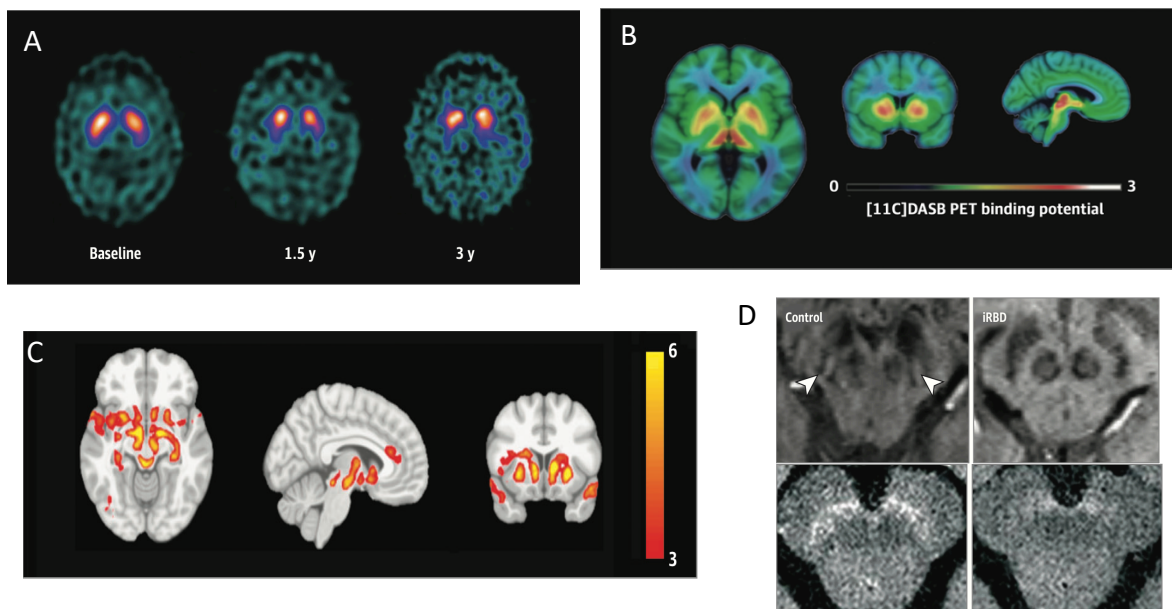 A
Baseline
1.5 y
3 y
B
0
3
[11C]DASB PET binding potential
C
6
3
D
Control
iRBD